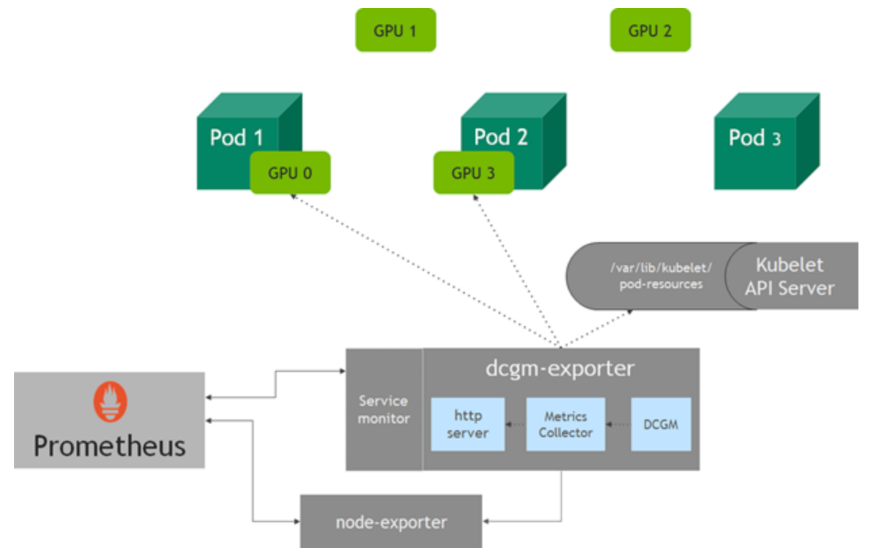 GPU 1
GPU 2
Pod 1
Pod 2
Pod 3
GPU 0
GPU 3
/var/lib/kubelet/
pod-resources
Kubelet
API Server
dcgm-exporter
Service
monitor
http
server
Metrics
Collector
DCGM
Prometheus
node-exporter